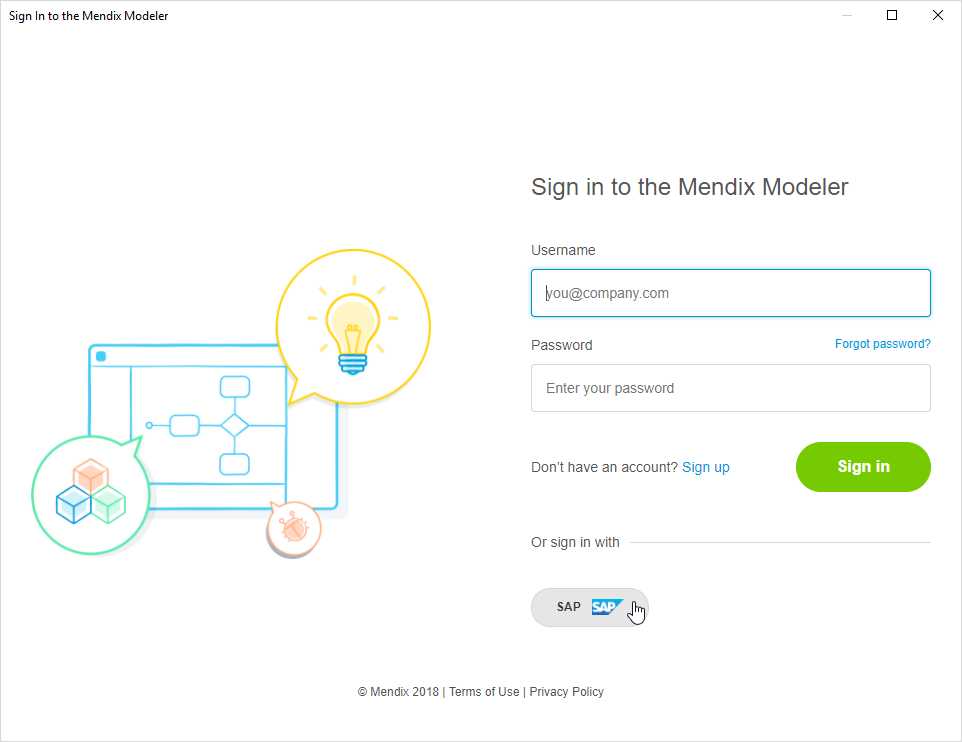 Sign In to the Mendix Modeler
Sign in to the Mendix Modeler
Username
you@company.com
Password Forgot password?
Enter your password
Don’t have an account? Sign up Sign in
Or sign in with
SAP SAP
© Mendix 2018 | Terms of Use | Privacy Policy